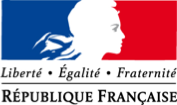 Liberté • Égalité • Fraternité
RÉPUBLIQUE FRANÇAISE